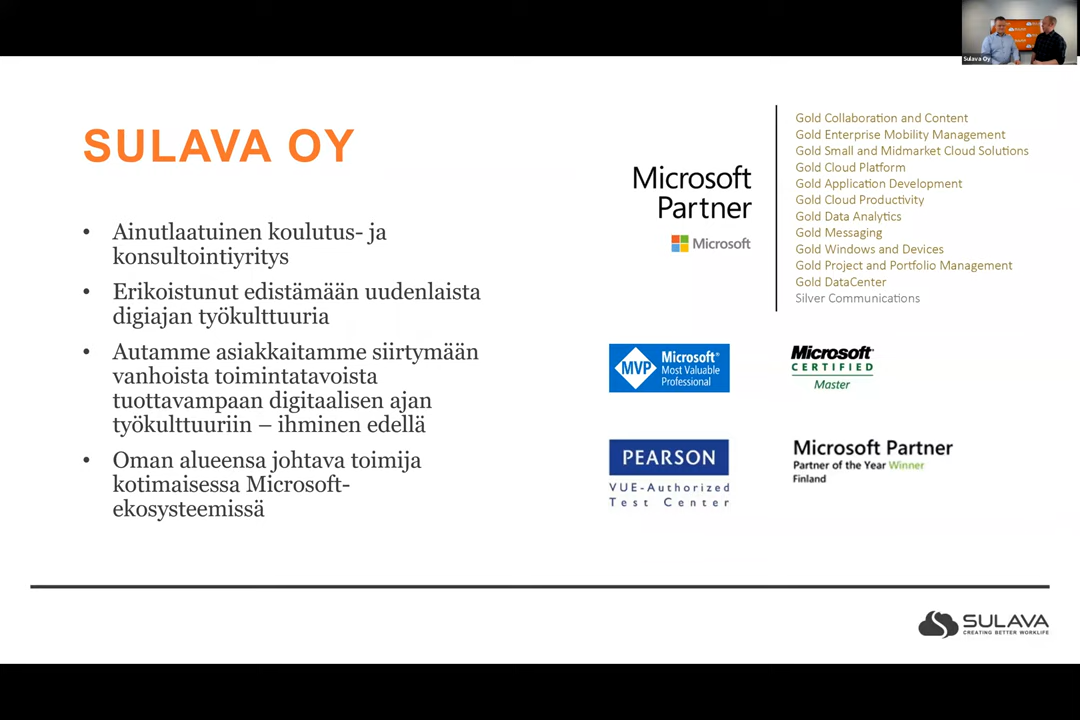 Sulava Oy
SULAVA OY
• Ainutlaatuinen koulutus- ja
konsultointiyritys
• Erikoistunut edistämään uudenlaista
digiajan työkulttuuria
• Autamme asiakkaitamme siirtymään
vanhoista toimintatavoista
tuottavampaan digitaalisen ajan
työkulttuuriin – ihminen edellä
• Oman alueensa johtava toimija
kotimaisessa Microsoft-
ekosysteemissä
Microsoft
Partner
Microsoft
Gold Collaboration and Content
Gold Enterprise Mobility Management
Gold Small and Midmarket Cloud Solutions
Gold Cloud Platform
Gold Application Development
Gold Cloud Productivity
Gold Data Analytics
Gold Messaging
Gold Windows and Devices
Gold Project and Portfolio Management
Gold DataCenter
Silver Communications
MVP
Microsoft®
Most Valuable
Professional
Microsoft
CERTIFIED
Master
PEARSON
VUE-Authorized
Test Center
Microsoft Partner
Partner of the Year Winner
Finland
SULAVA
CREATING BETTER WORKLIFE